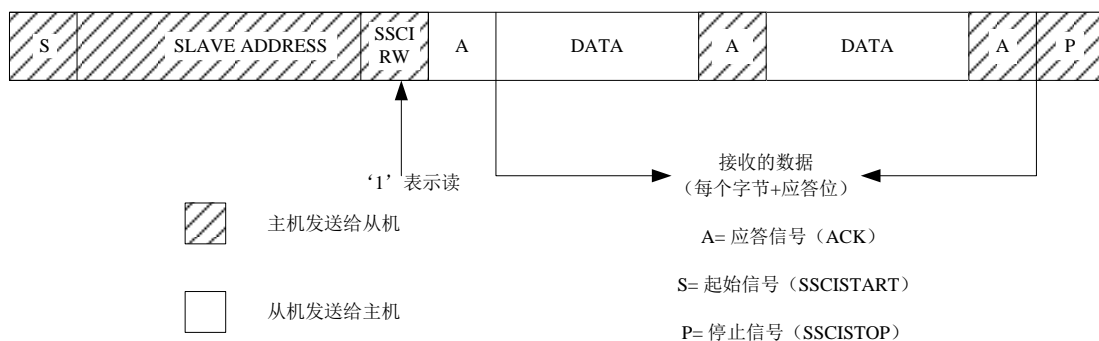 S SLAVE ADDRESS SSCI RW A DATA A DATA A P
‘1’表示读
接收的数据
（每个字节+应答位）
主机发送给从机
A= 应答信号（ACK）
S= 起始信号（SSCISTART）
从机发送给主机
P= 停止信号（SSCISTOP）